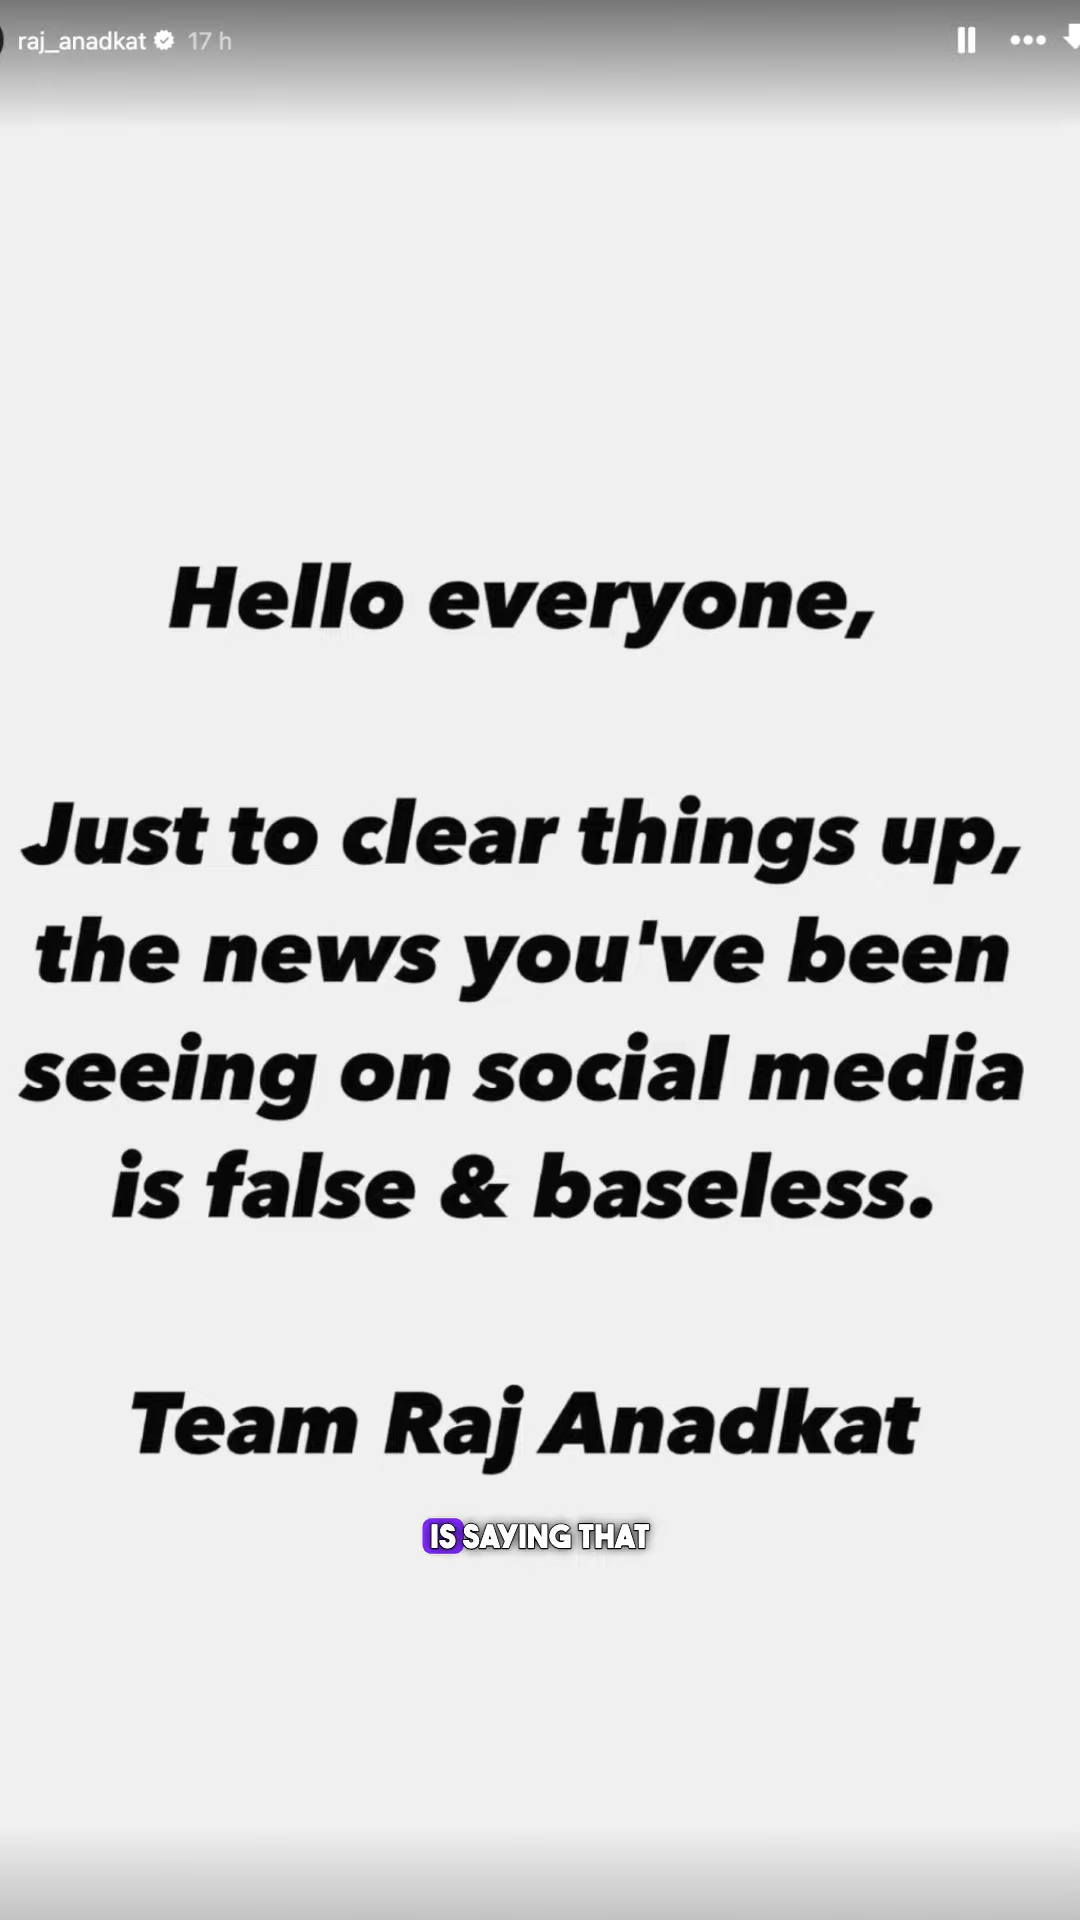 raj_anadkat 17 h
Hello everyone,
Just to clear things up,
the news you've been
seeing on social media
is false & baseless.
Team Raj Anadkat
IS SAYING THAT